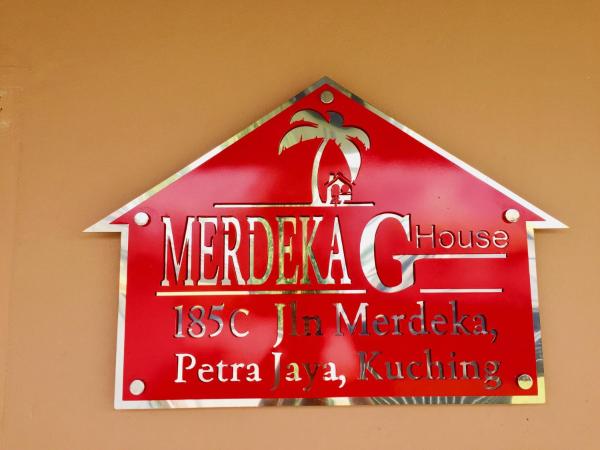 MERDEKA G House
185C Jln Merdeka,
Petra Jaya, Kuching